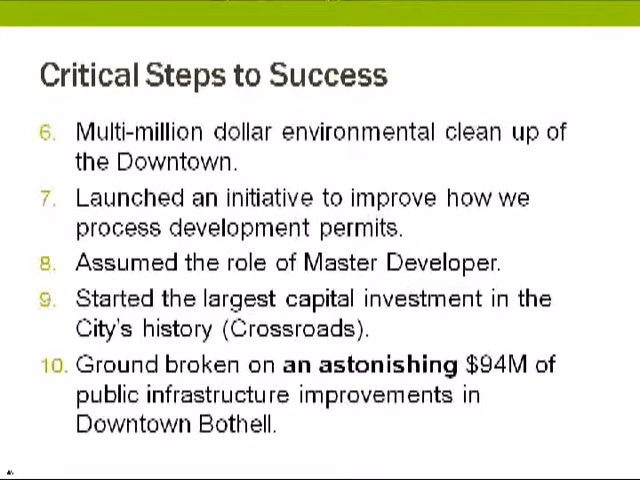 Critical Steps to Success
6. Multi-million dollar environmental clean up of
the Downtown.
7. Launched an initiative to improve how we
process development permits.
8. Assumed the role of Master Developer.
9. Started the largest capital investment in the
City's history (Crossroads).
10. Ground broken on an astonishing $94M of
public infrastructure improvements in
Downtown Bothell.